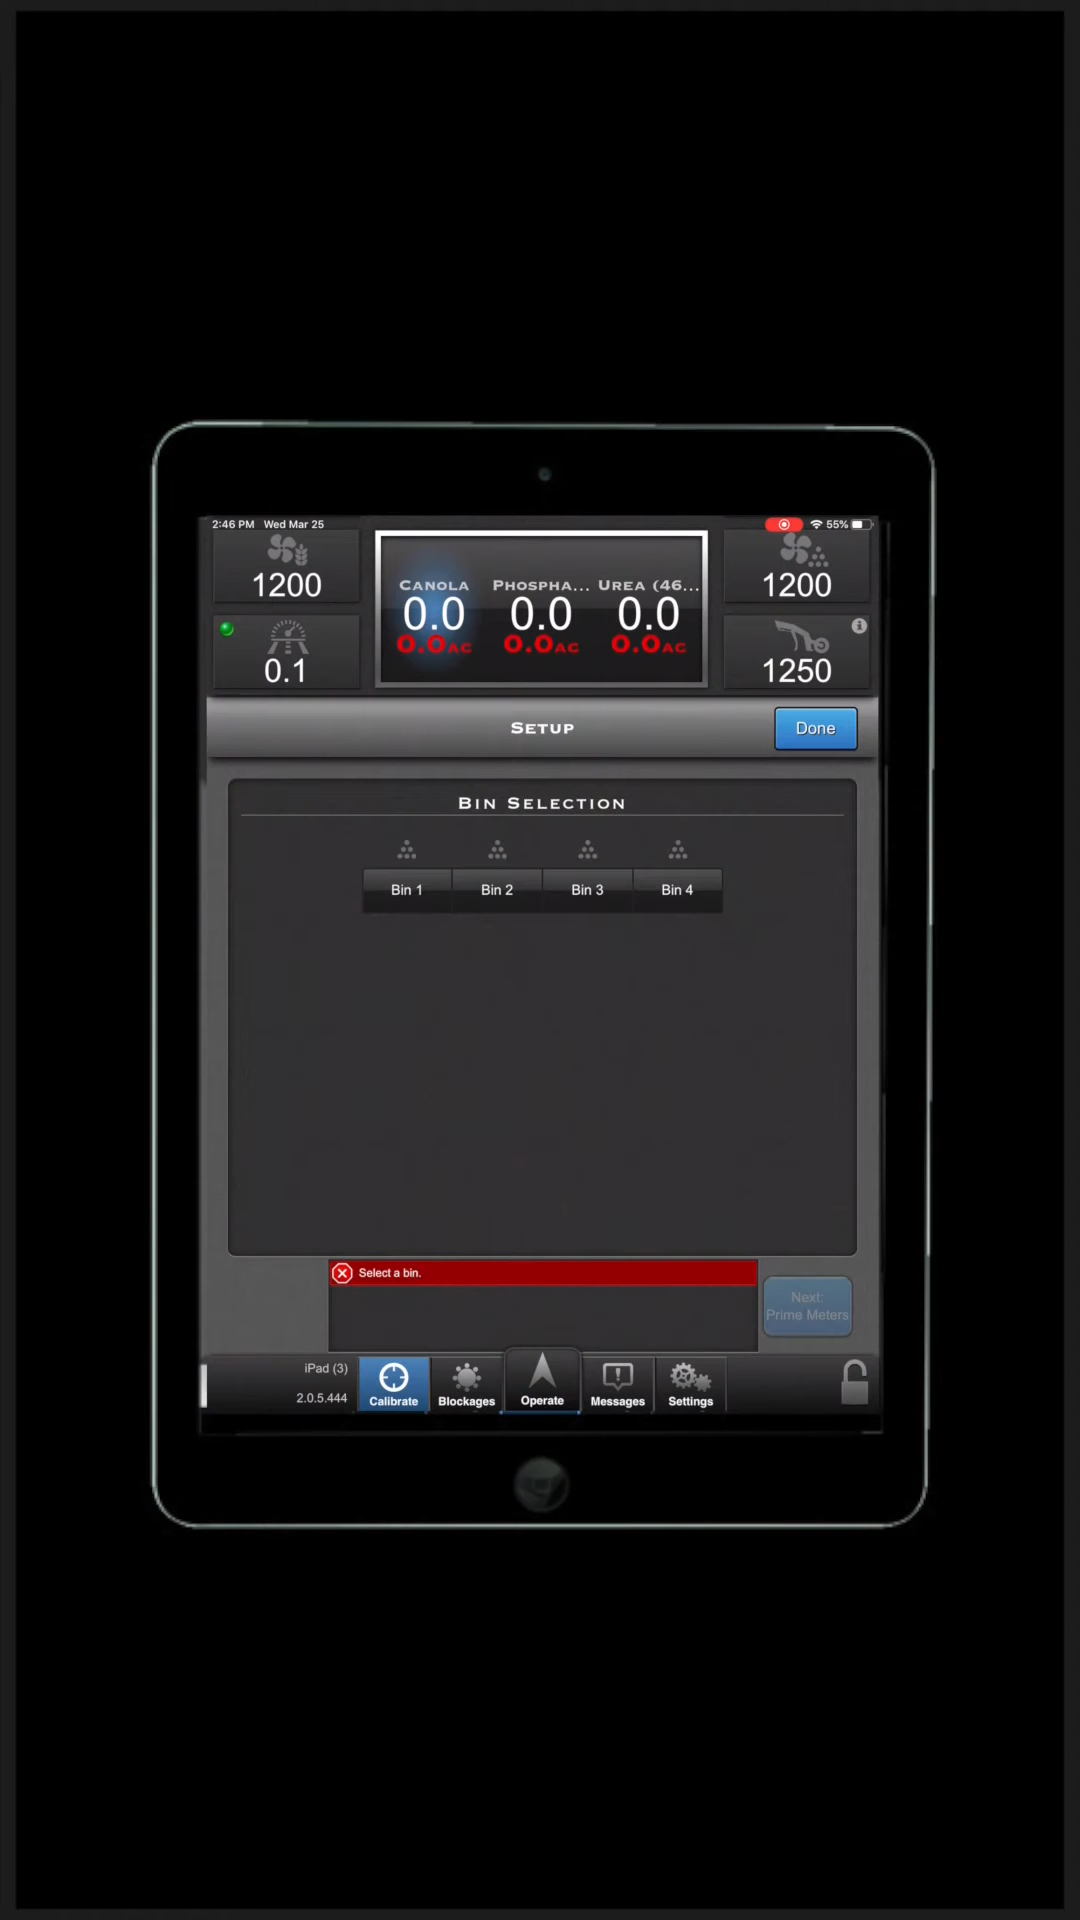 2:46 PM Wed Mar 25
55%
1200
CANOLA PHOSPHA... UREA (46...
0.0 0.0 0.0
0.0AC 0.0AC 0.0AC
1200
0.1
1250
SETUP
Done
BIN SELECTION
Bin 1 Bin 2 Bin 3 Bin 4
Select a bin.
Next:
Prime Meters
iPad (3)
2.0.5.444
Calibrate Blockages Operate Messages Settings